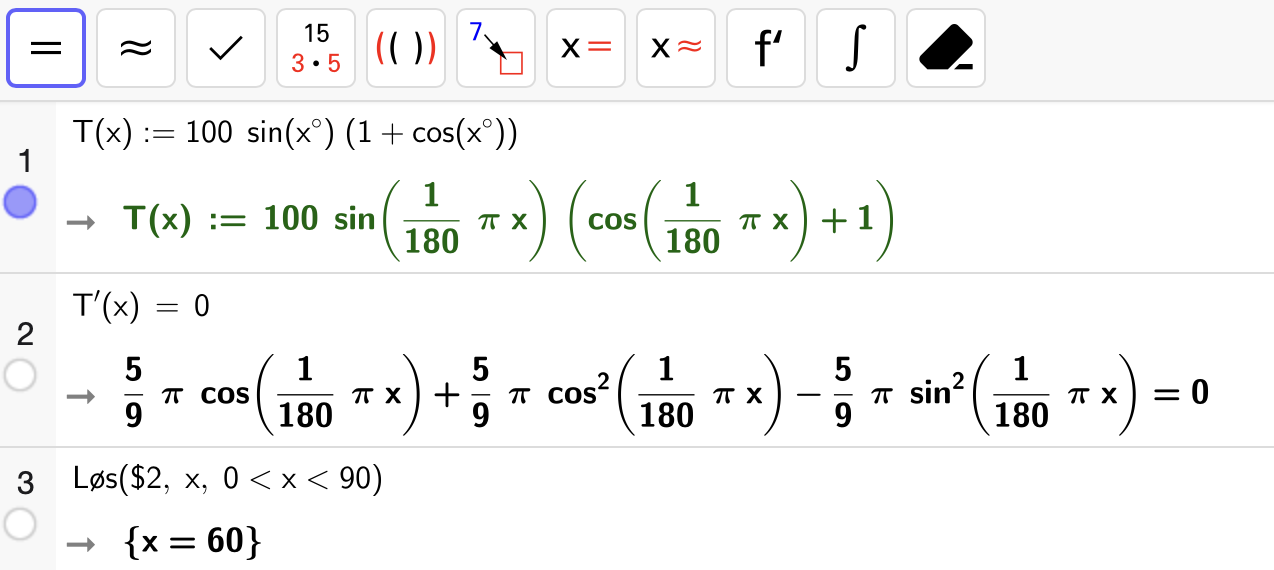 = ≈ ✓ 15 3 · 5 (( )) 7 x = x ≈ f′ ∫
1
T(x) := 100 sin(x°) (1 + cos(x°))
→ T(x) := 100 sin(1/180 π x) (cos(1/180 π x) + 1)
2
T′(x) = 0
→ 5/9 π cos(1/180 π x) + 5/9 π cos²(1/180 π x) − 5/9 π sin²(1/180 π x) = 0
3
Løs($2, x, 0 < x < 90)
→ {x = 60}